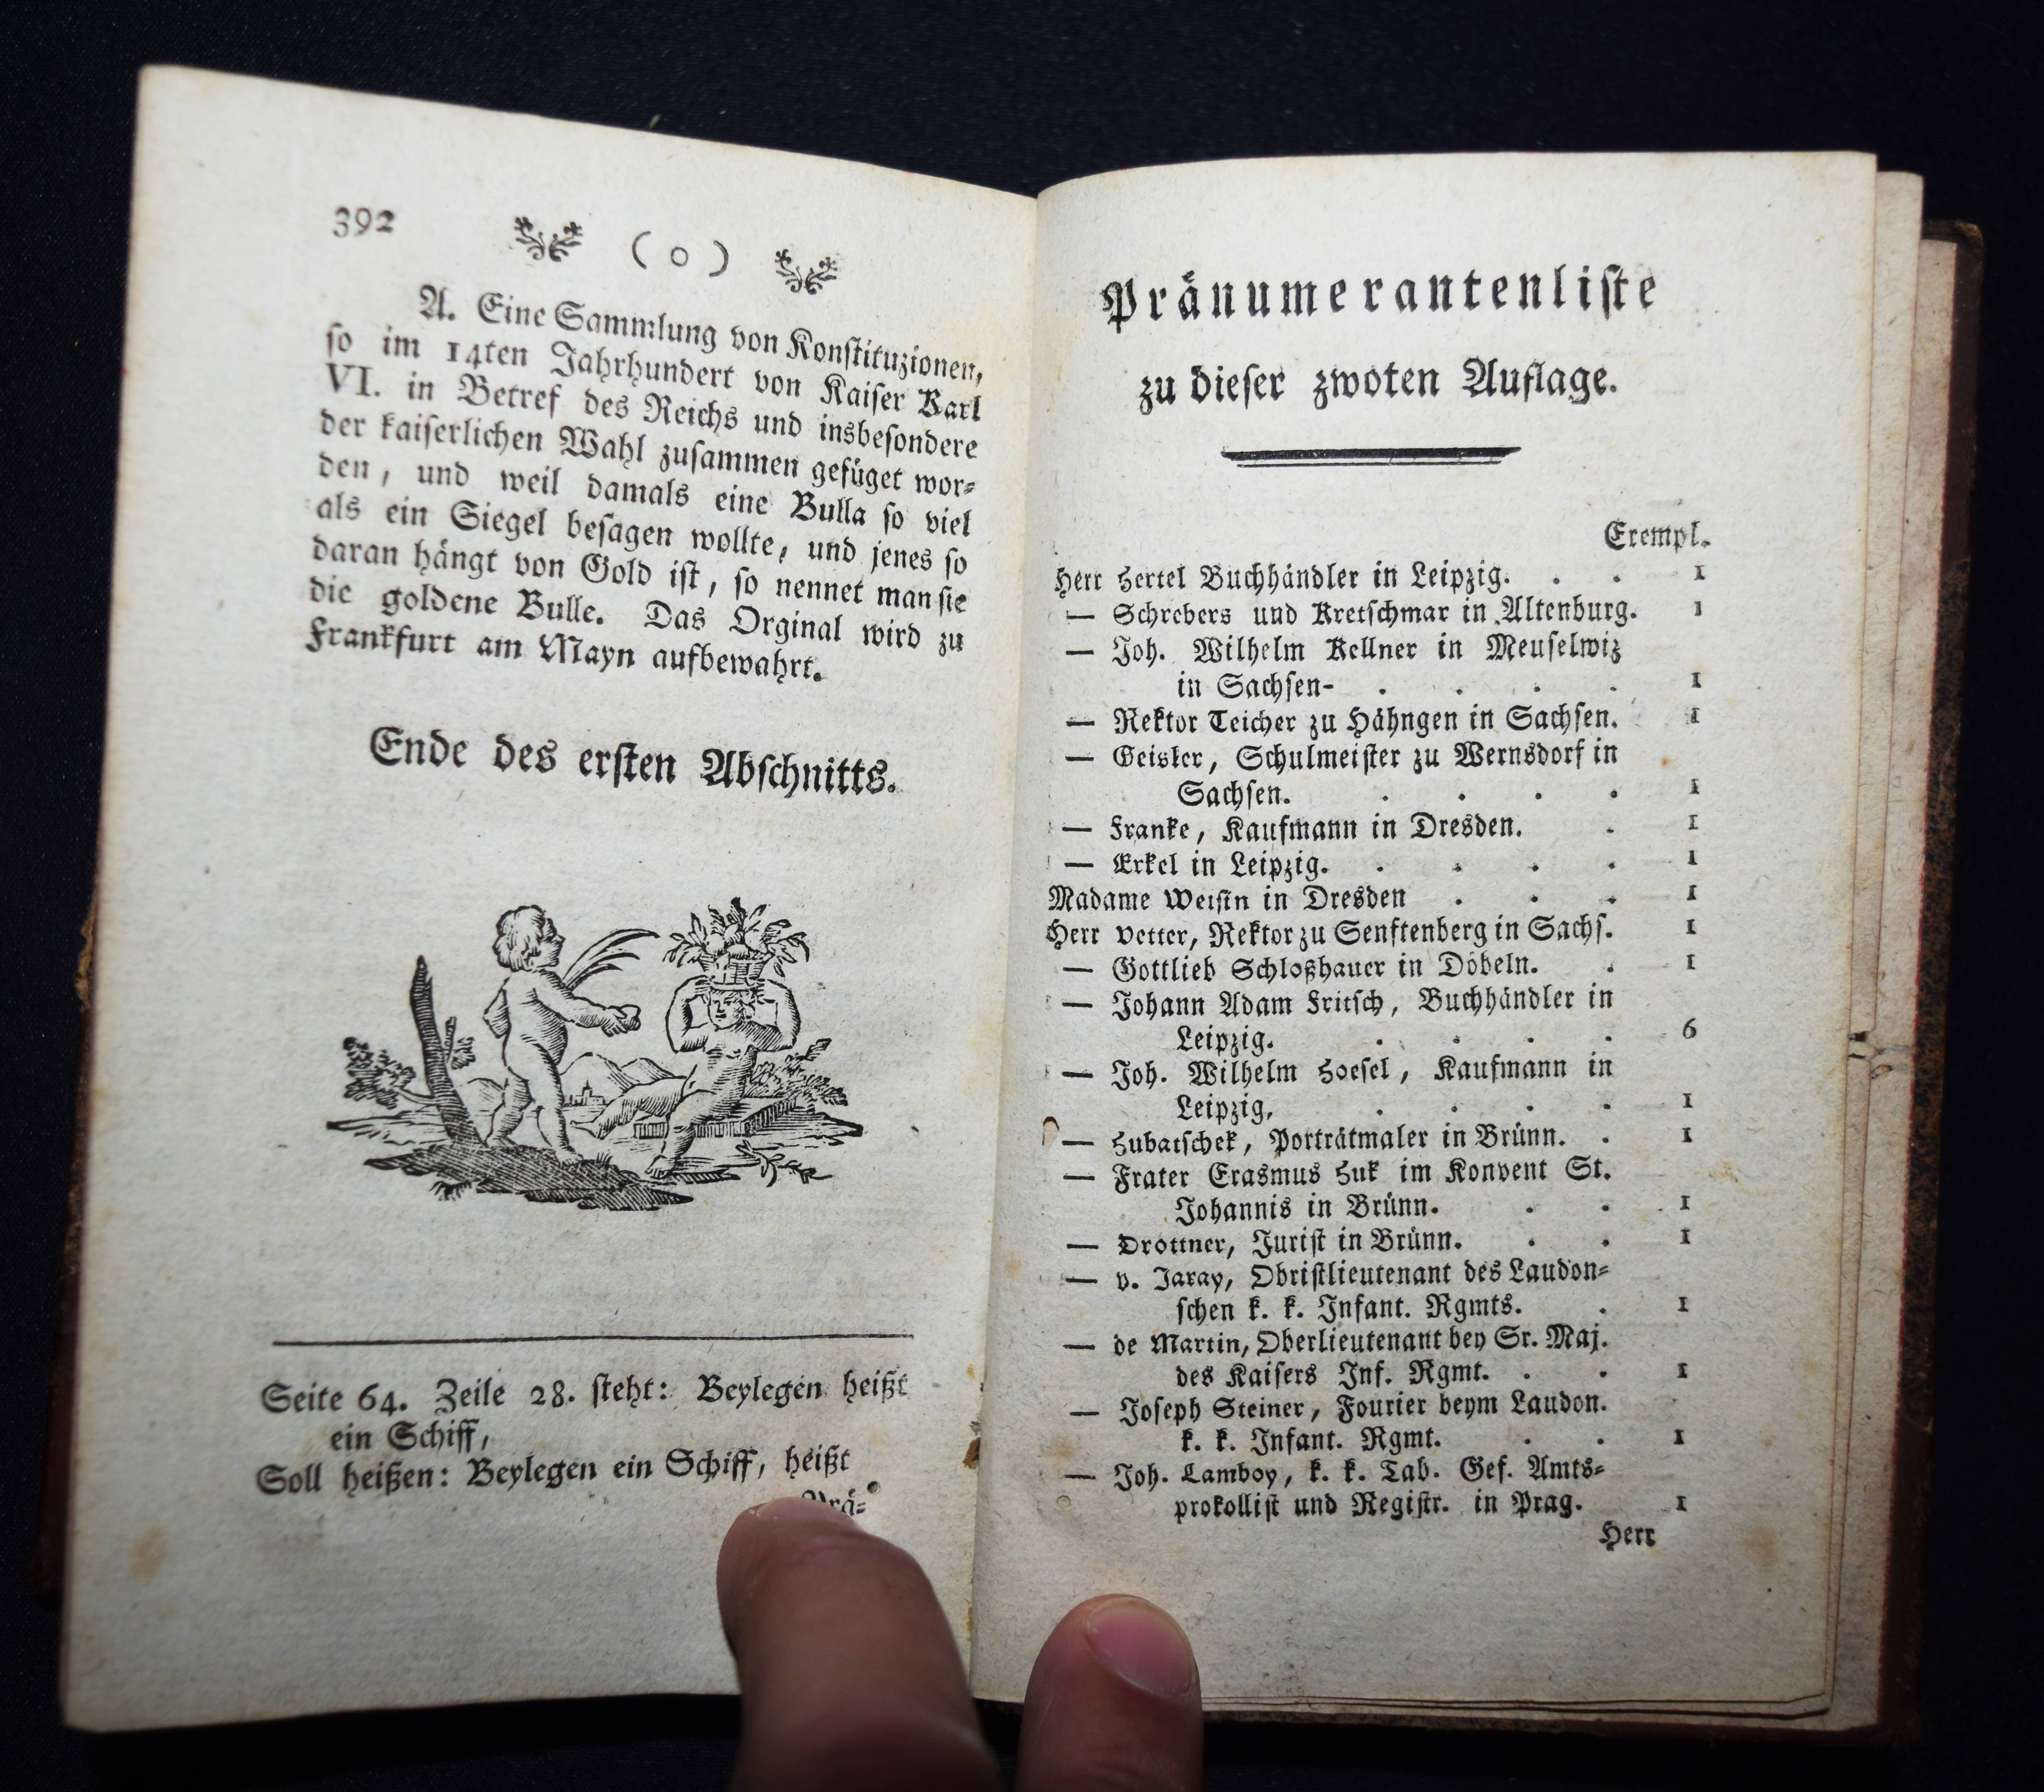 392
( o )
A. Eine Sammlung von Konstituzionen,
so im 14ten Jahrhundert von Kaiser Karl
VI. in Betref des Reichs und insbesondere
der kaiserlichen Wahl zusammen gefüget wor-
den, und weil damals eine Bulla so viel
als ein Siegel besagen wollte, und jenes so
daran hängt von Gold ist, so nennet man sie
die goldene Bulle. Das Orginal wird zu
Frankfurt am Mayn aufbewahrt.
Ende des ersten Abschnitts.
Seite 64. Zeile 28. steht: Beylegen heißt
ein Schiff,
Soll heißen: Beylegen ein Schiff, heißt
Prä-
Pränumerantenliste
zu dieser zwoten Auflage.
Exempl.
Herr Hertel Buchhändler in Leipzig. . . 1
— Schrebers und Kretschmar in Altenburg. 1
— Joh. Wilhelm Kellner in Meuselwiz
in Sachsen- . . . . 1
— Rektor Teicher zu Hähngen in Sachsen. 1
— Geisler, Schulmeister zu Wernsdorf in
Sachsen. . . . . 1
— Franke, Kaufmann in Dresden. . 1
— Erkel in Leipzig. . . . . 1
Madame Weisin in Dresden . . . 1
Herr Vetter, Rektor zu Senftenberg in Sachs. 1
— Gottlieb Schloßhauer in Döbeln. . 1
— Johann Adam Fritsch, Buchhändler in
Leipzig. . . . . 6
— Joh. Wilhelm Hoesel, Kaufmann in
Leipzig, . . . . 1
— Hubatschek, Porträtmaler in Brünn. . 1
— Frater Erasmus Huk im Konvent St.
Johannis in Brünn. . . 1
— Drottner, Jurist in Brünn. . . 1
— v. Jaray, Obristlieutenant des Laudon-
schen k. k. Infant. Rgmts. . 1
— de Martin, Oberlieutenant bey Sr. Maj.
des Kaisers Inf. Rgmt. . . 1
— Joseph Steiner, Fourier beym Laudon.
k. k. Infant. Rgmt. . . 1
— Joh. Lamboy, k. k. Tab. Gef. Amts-
prokollist und Registr. in Prag. 1
Herr